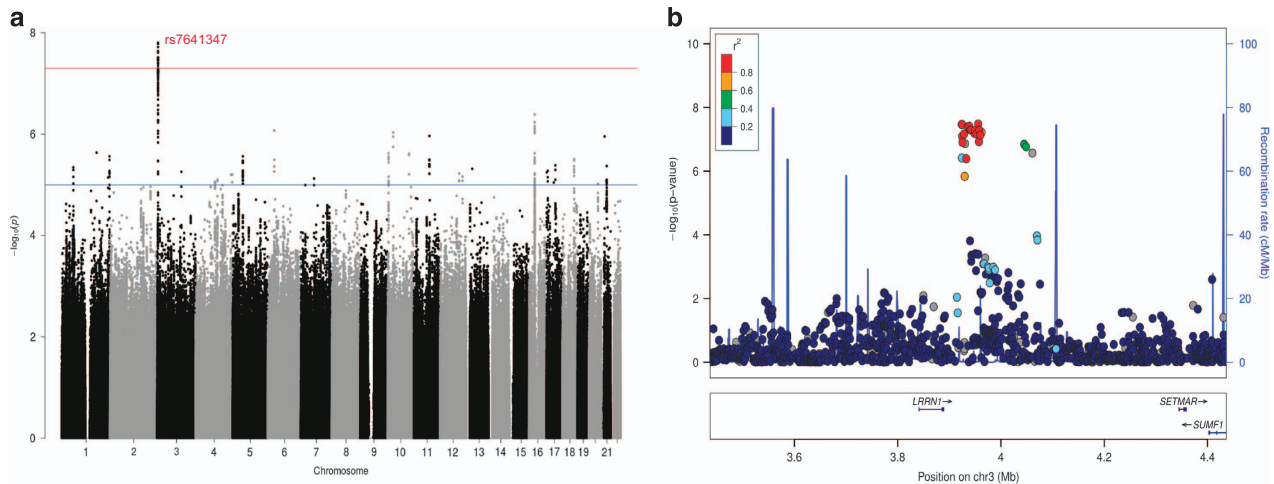 a
rs7641347
8
6
4
2
0
−log10(p)
1 2 3 4 5 6 7 8 9 10 11 12 13 14 15 16 17 18 19 21
Chromosome
b
r2
0.8
0.6
0.4
0.2
10
8
6
4
2
0
−log10(p−value)
100
80
60
40
20
0
Recombination rate (cM/Mb)
LRRN1→
SETMAR→
←SUMF1
3.6 3.8 4 4.2 4.4
Position on chr3 (Mb)